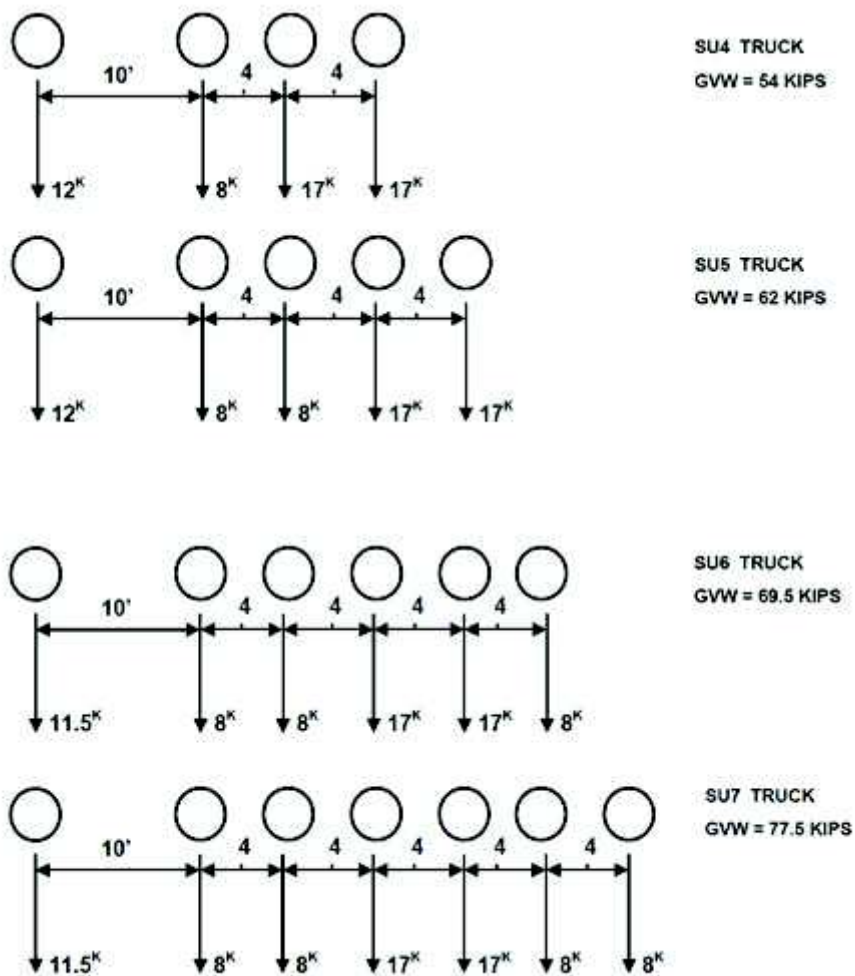 SU4 TRUCK
10' 4 4
GVW = 54 KIPS
12K 8K 17K 17K
SU5 TRUCK
10' 4 4 4
GVW = 62 KIPS
12K 8K 8K 17K 17K
SU6 TRUCK
GVW = 69.5 KIPS
10' 4 4 4 4
11.5K 8K 8K 17K 17K 8K
SU7 TRUCK
GVW = 77.5 KIPS
10' 4 4 4 4 4
11.5K 8K 8K 17K 17K 8K 8K